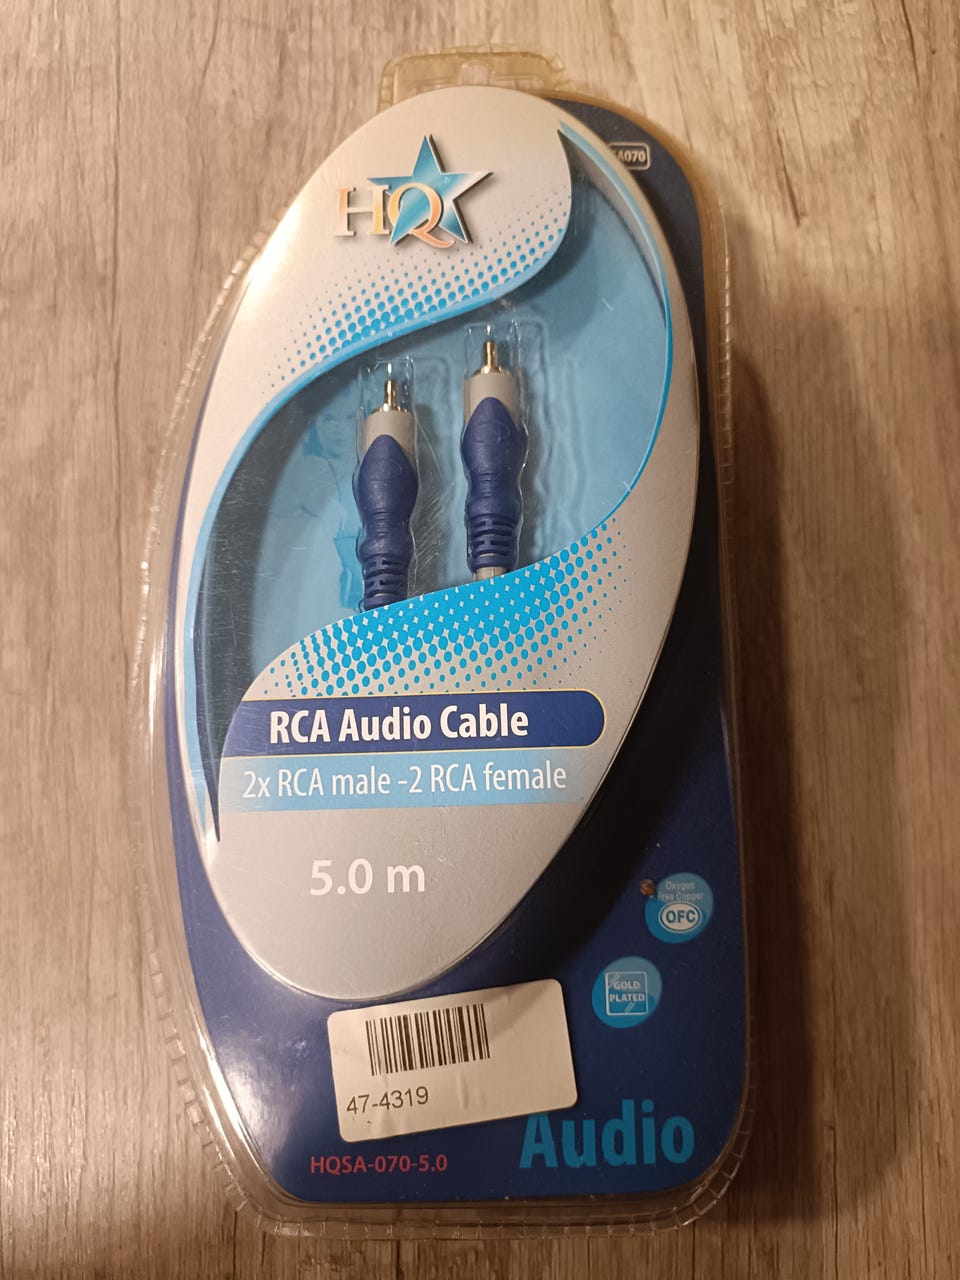 A070
HQ
RCA Audio Cable
2x RCA male -2 RCA female
5.0 m
Oxygen
Free Copper
OFC
GOLD
PLATED
47-4319
HQSA-070-5.0
Audio